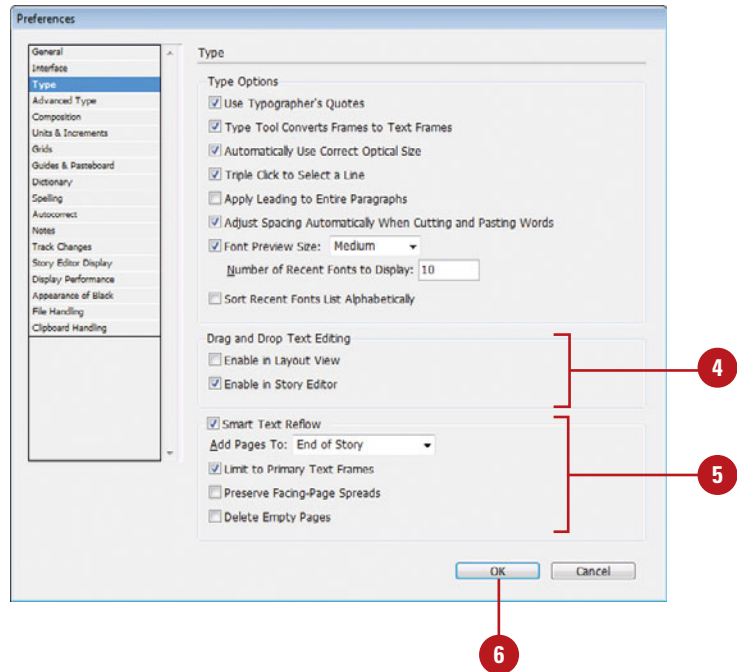 Preferences
General
Interface
Type
Advanced Type
Composition
Units & Increments
Grids
Guides & Pasteboard
Dictionary
Spelling
Autocorrect
Notes
Track Changes
Story Editor Display
Display Performance
Appearance of Black
File Handling
Clipboard Handling
Type
Type Options
Use Typographer's Quotes
Type Tool Converts Frames to Text Frames
Automatically Use Correct Optical Size
Triple Click to Select a Line
Apply Leading to Entire Paragraphs
Adjust Spacing Automatically When Cutting and Pasting Words
Font Preview Size: Medium
Number of Recent Fonts to Display: 10
Sort Recent Fonts List Alphabetically
Drag and Drop Text Editing
Enable in Layout View
4
Enable in Story Editor
Smart Text Reflow
Add Pages To: End of Story
Limit to Primary Text Frames
5
Preserve Facing-Page Spreads
Delete Empty Pages
OK Cancel
6